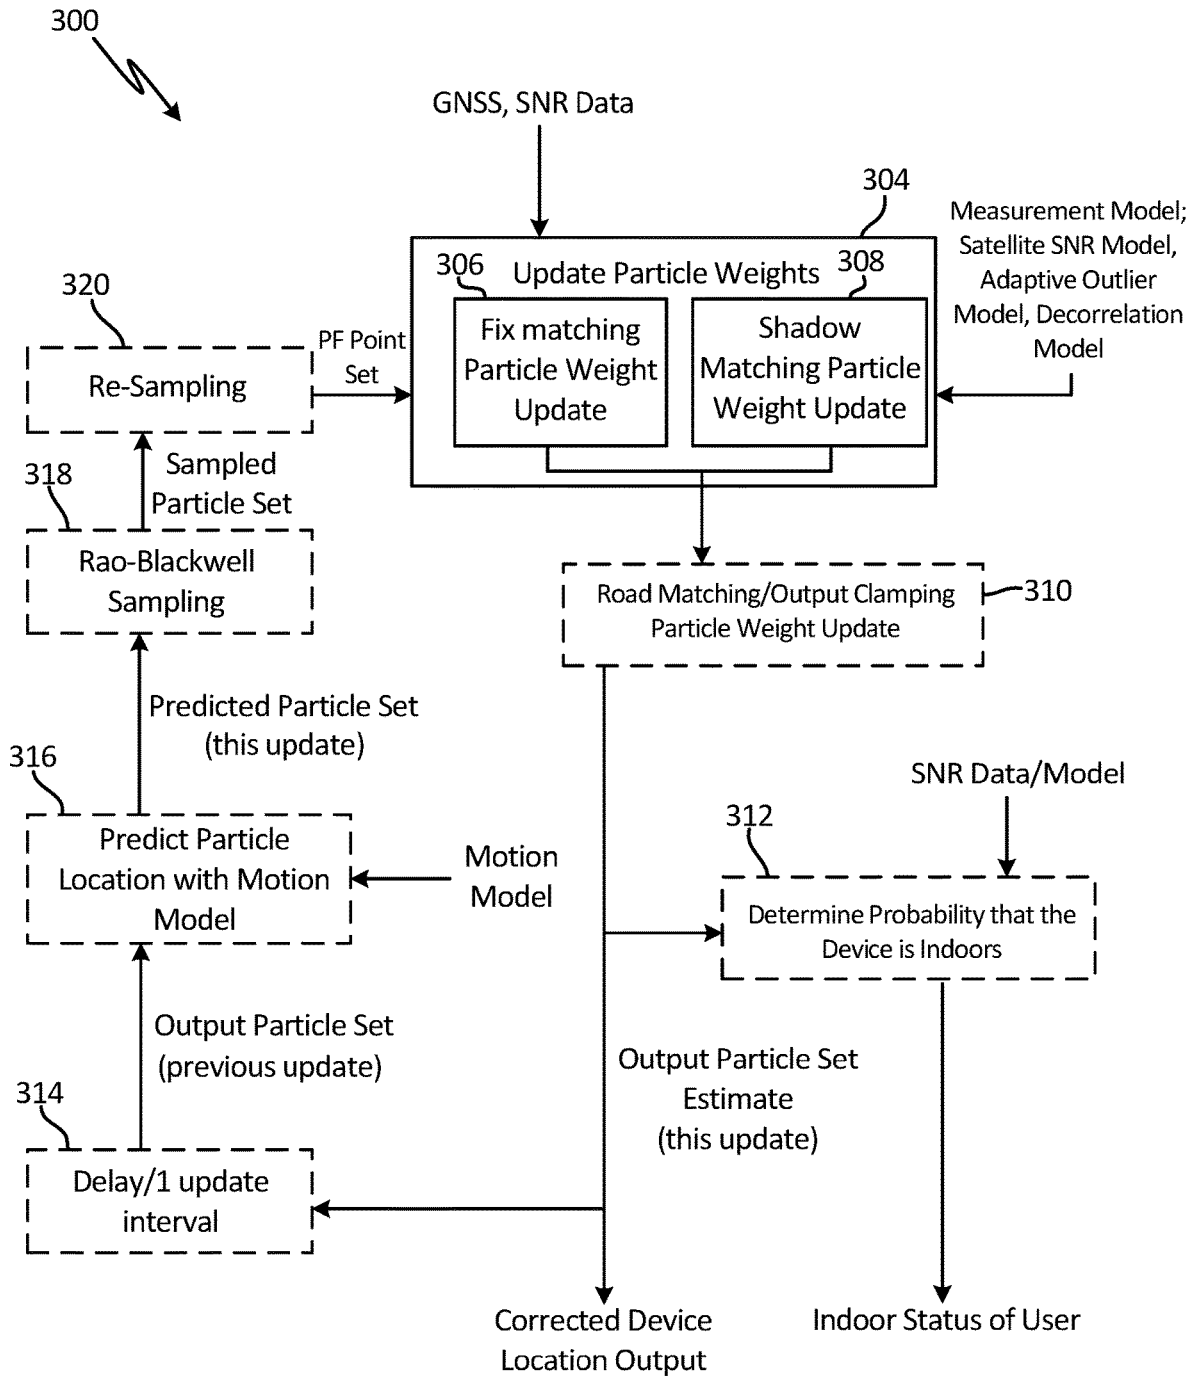 300
GNSS, SNR Data
304
Measurement Model;
Satellite SNR Model,
Adaptive Outlier
Model, Decorrelation
Model
306
Update Particle Weights
308
Fix matching
Particle Weight
Update
Shadow
Matching Particle
Weight Update
320
Re-Sampling
PF Point
Set
Sampled
Particle Set
318
Rao-Blackwell
Sampling
Road Matching/Output Clamping
Particle Weight Update
310
Predicted Particle Set
(this update)
316
Predict Particle
Location with Motion
Model
Motion
Model
SNR Data/Model
312
Determine Probability that the
Device is Indoors
Output Particle Set
(previous update)
Output Particle Set
Estimate
(this update)
314
Delay/1 update
interval
Corrected Device
Location Output
Indoor Status of User